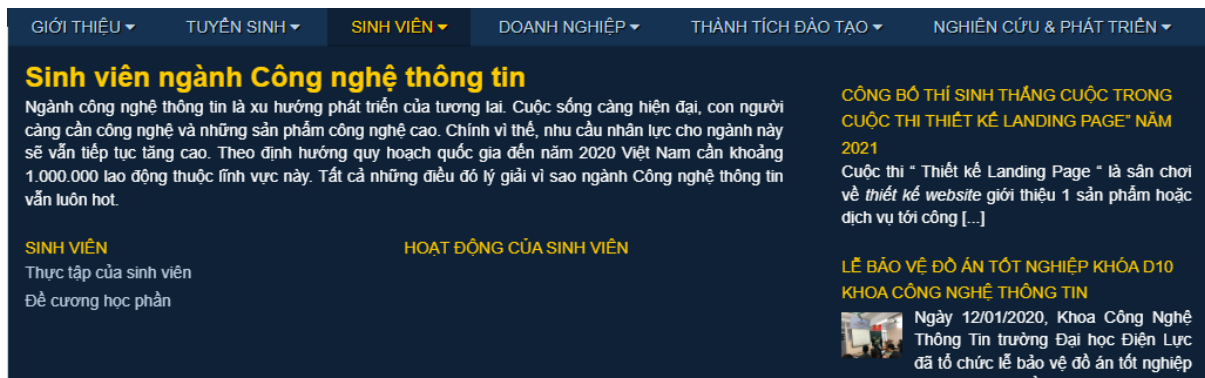 GIỚI THIỆU
TUYỂN SINH
SINH VIÊN
DOANH NGHIỆP
THÀNH TÍCH ĐÀO TẠO
NGHIÊN CỨU & PHÁT TRIỂN
Sinh viên ngành Công nghệ thông tin
Ngành công nghệ thông tin là xu hướng phát triển của tương lai. Cuộc sống càng hiện đại, con người
càng cần công nghệ và những sản phẩm công nghệ cao. Chính vì thế, nhu cầu nhân lực cho ngành này
sẽ vẫn tiếp tục tăng cao. Theo định hướng quy hoạch quốc gia đến năm 2020 Việt Nam cần khoảng
1.000.000 lao động thuộc lĩnh vực này. Tất cả những điều đó lý giải vì sao ngành Công nghệ thông tin
vẫn luôn hot.
SINH VIÊN
Thực tập của sinh viên
Đề cương học phần
HOẠT ĐỘNG CỦA SINH VIÊN
CÔNG BỐ THÍ SINH THẮNG CUỘC TRONG
CUỘC THI THIẾT KẾ LANDING PAGE" NĂM
2021
Cuộc thi " Thiết kế Landing Page " là sân chơi
về thiết kế website giới thiệu 1 sản phẩm hoặc
dịch vụ tới công [...]
LỄ BẢO VỆ ĐỒ ÁN TỐT NGHIỆP KHÓA D10
KHOA CÔNG NGHỆ THÔNG TIN
Ngày 12/01/2020, Khoa Công Nghệ
Thông Tin trường Đại học Điện Lực
đã tổ chức lễ bảo vệ đồ án tốt nghiệp